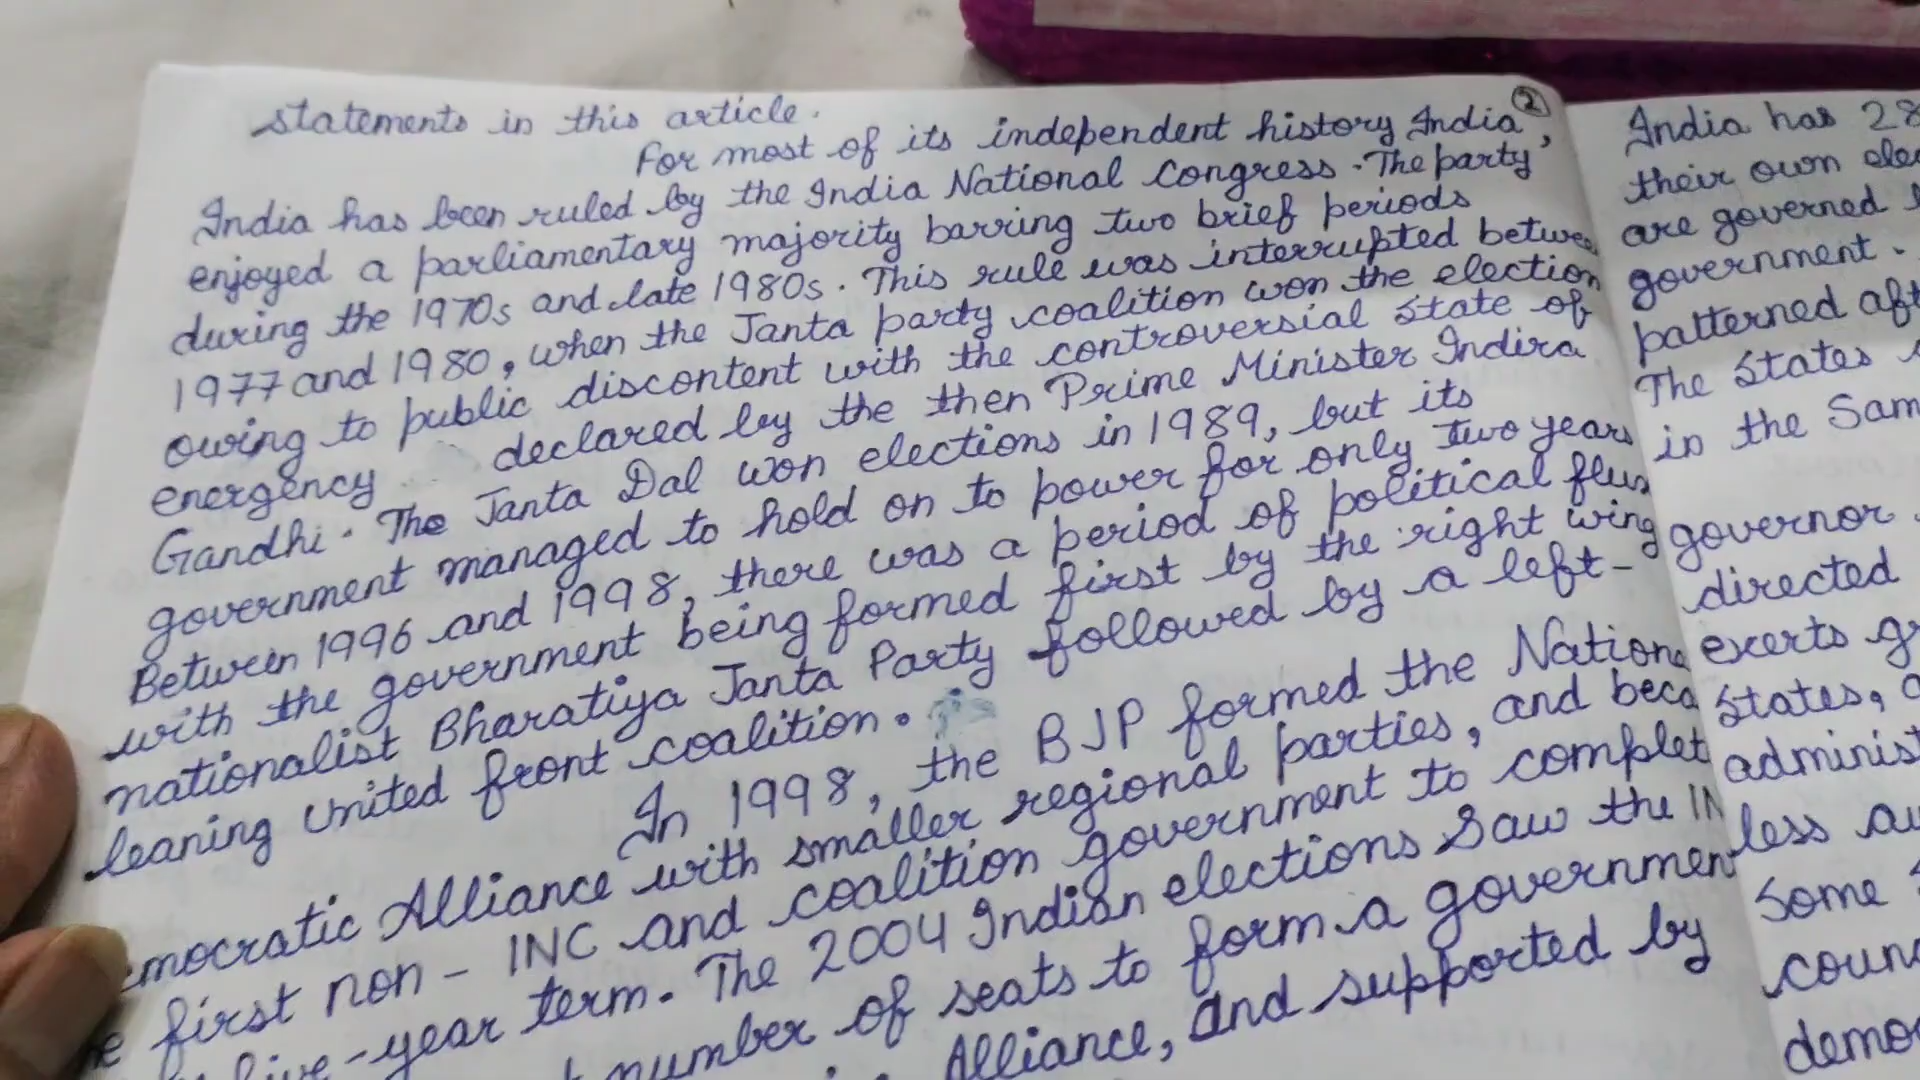 ②
statements in this article.
For most of its independent history India,
India has been ruled by the India National Congress. The party
enjoyed a parliamentary majority barring two brief periods
during the 1970s and late 1980s. This rule was interrupted betwee
1977 and 1980, when the Janta party coalition won the election
owing to public discontent with the controversial state of
energency declared by the then Prime Minister Indira
Gandhi. The Janta Dal won elections in 1989, but its
government managed to hold on to power for only two years
Between 1996 and 1998, there was a period of political flux
with the government being formed first by the right wing
nationalist Bharatiya Janta Party followed by a left-
leaning united front coalition.
In 1998, the BJP formed the Nationa
emocratic Alliance with smaller regional parties, and beca
he first non-INC and coalition government to complet
five-year term. The 2004 Indian elections Saw the IN
number of seats to form a governmen
Alliance, and supported by
India has 28
their own elec
are governed
government.
patterned aft
The States
in the Sam
governor
directed
exerts gr
states, a
administ
less au
Some
counc
democ